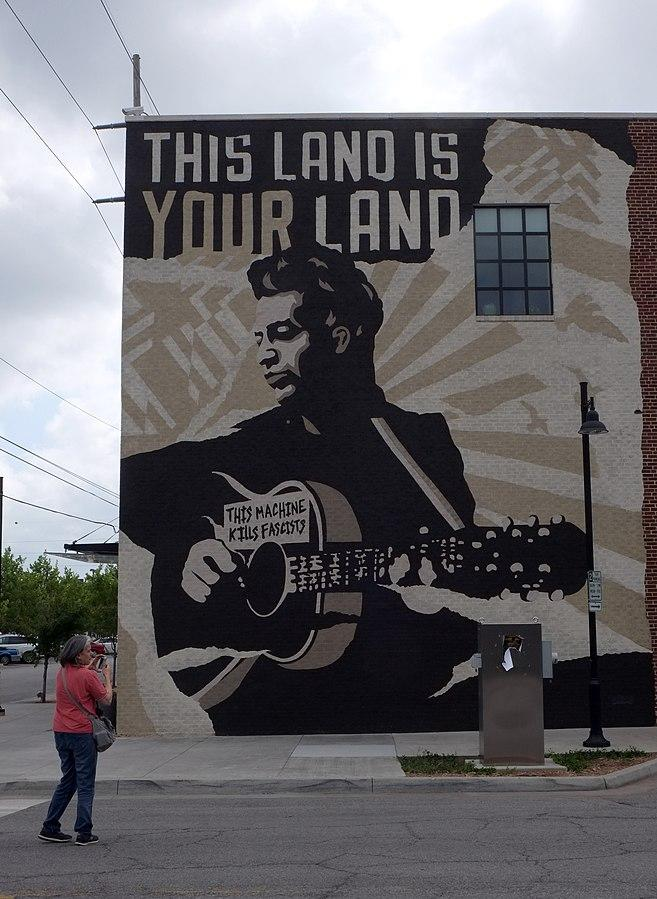 THIS LAND IS
YOUR LAND
THIS MACHINE
KILLS FASCISTS